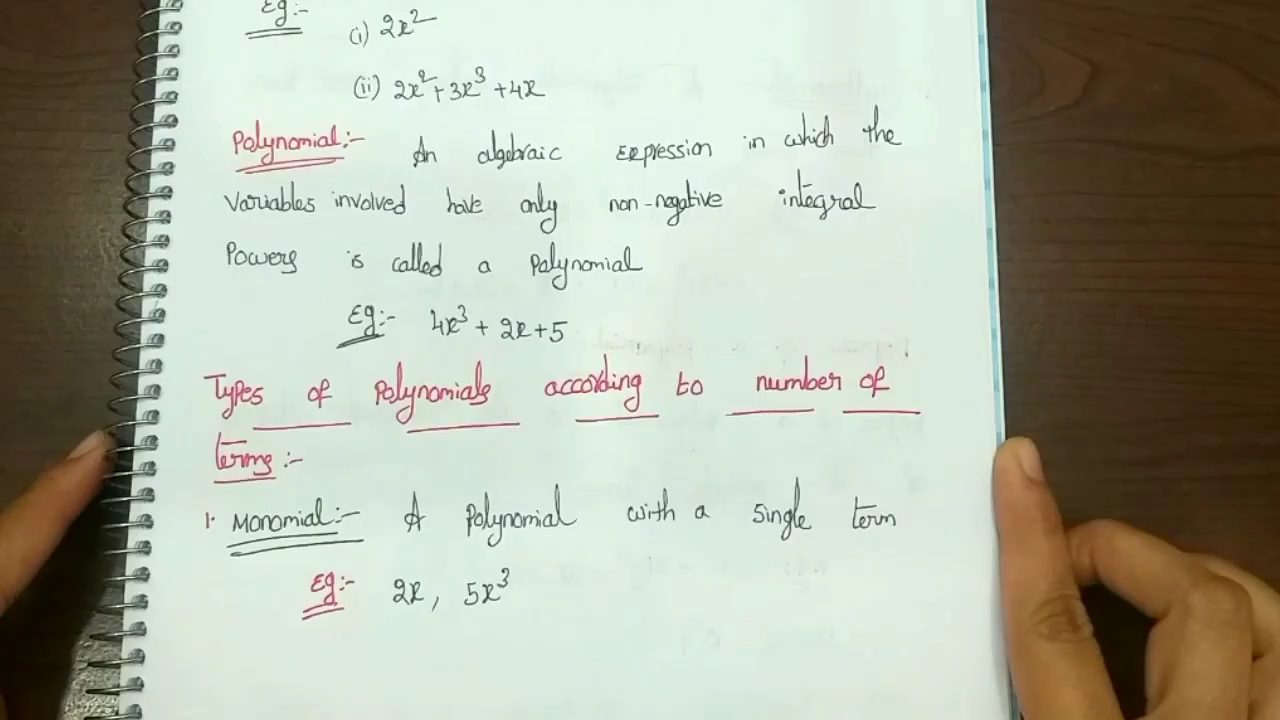 Eg:-
(i) 2x²
(ii) 2x²+3x³+4x
Polynomial:- An algebraic expression in which the
variables involved have only non-negative integral
Powers is called a polynomial
Eg:- 4x³ + 2x+5
Types of Polynomials according to number of
terms:-
1. Monomial:- A Polynomial with a single term
Eg:- 2x, 5x³